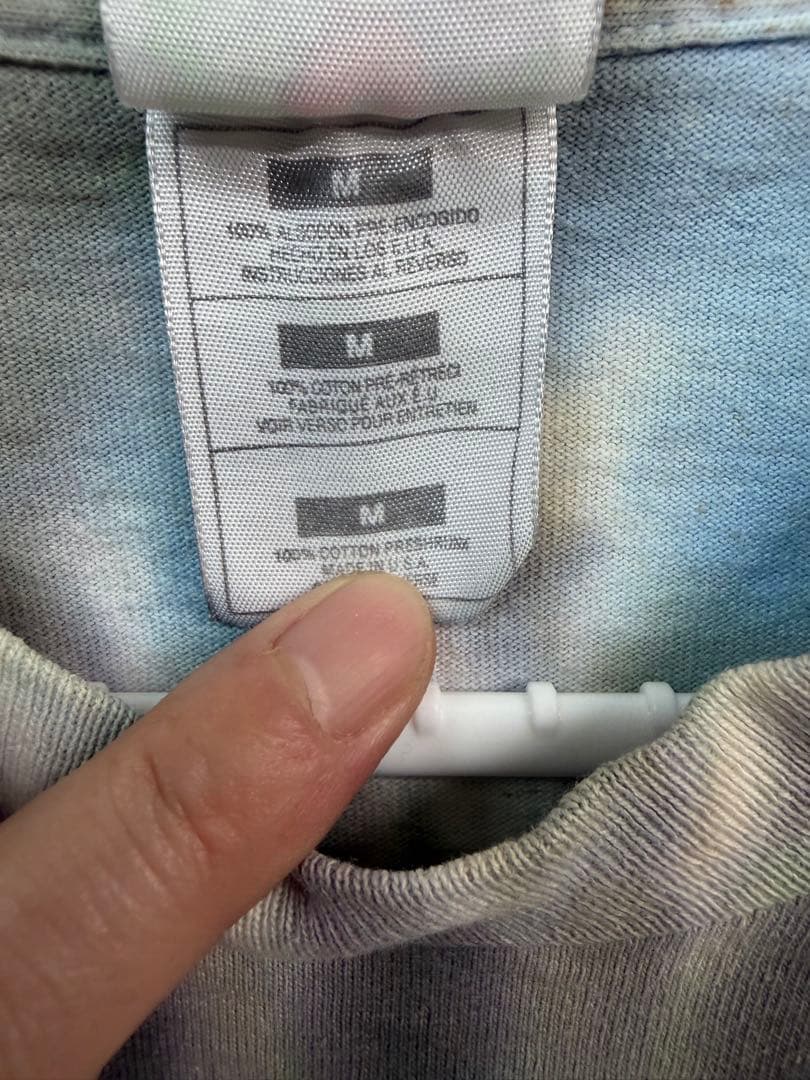 M
100% ALGODON PRE-ENCOGIDO
HECHO EN LOS E.U.A.
INSTRUCCIONES AL REVERSO
M
100% COTON PRE-RETRECI
FABRIQUE AUX E.U.
VOIR VERSO POUR ENTRETIEN
M
100% COTTON PRESHRUNK
MADE IN U.S.A.